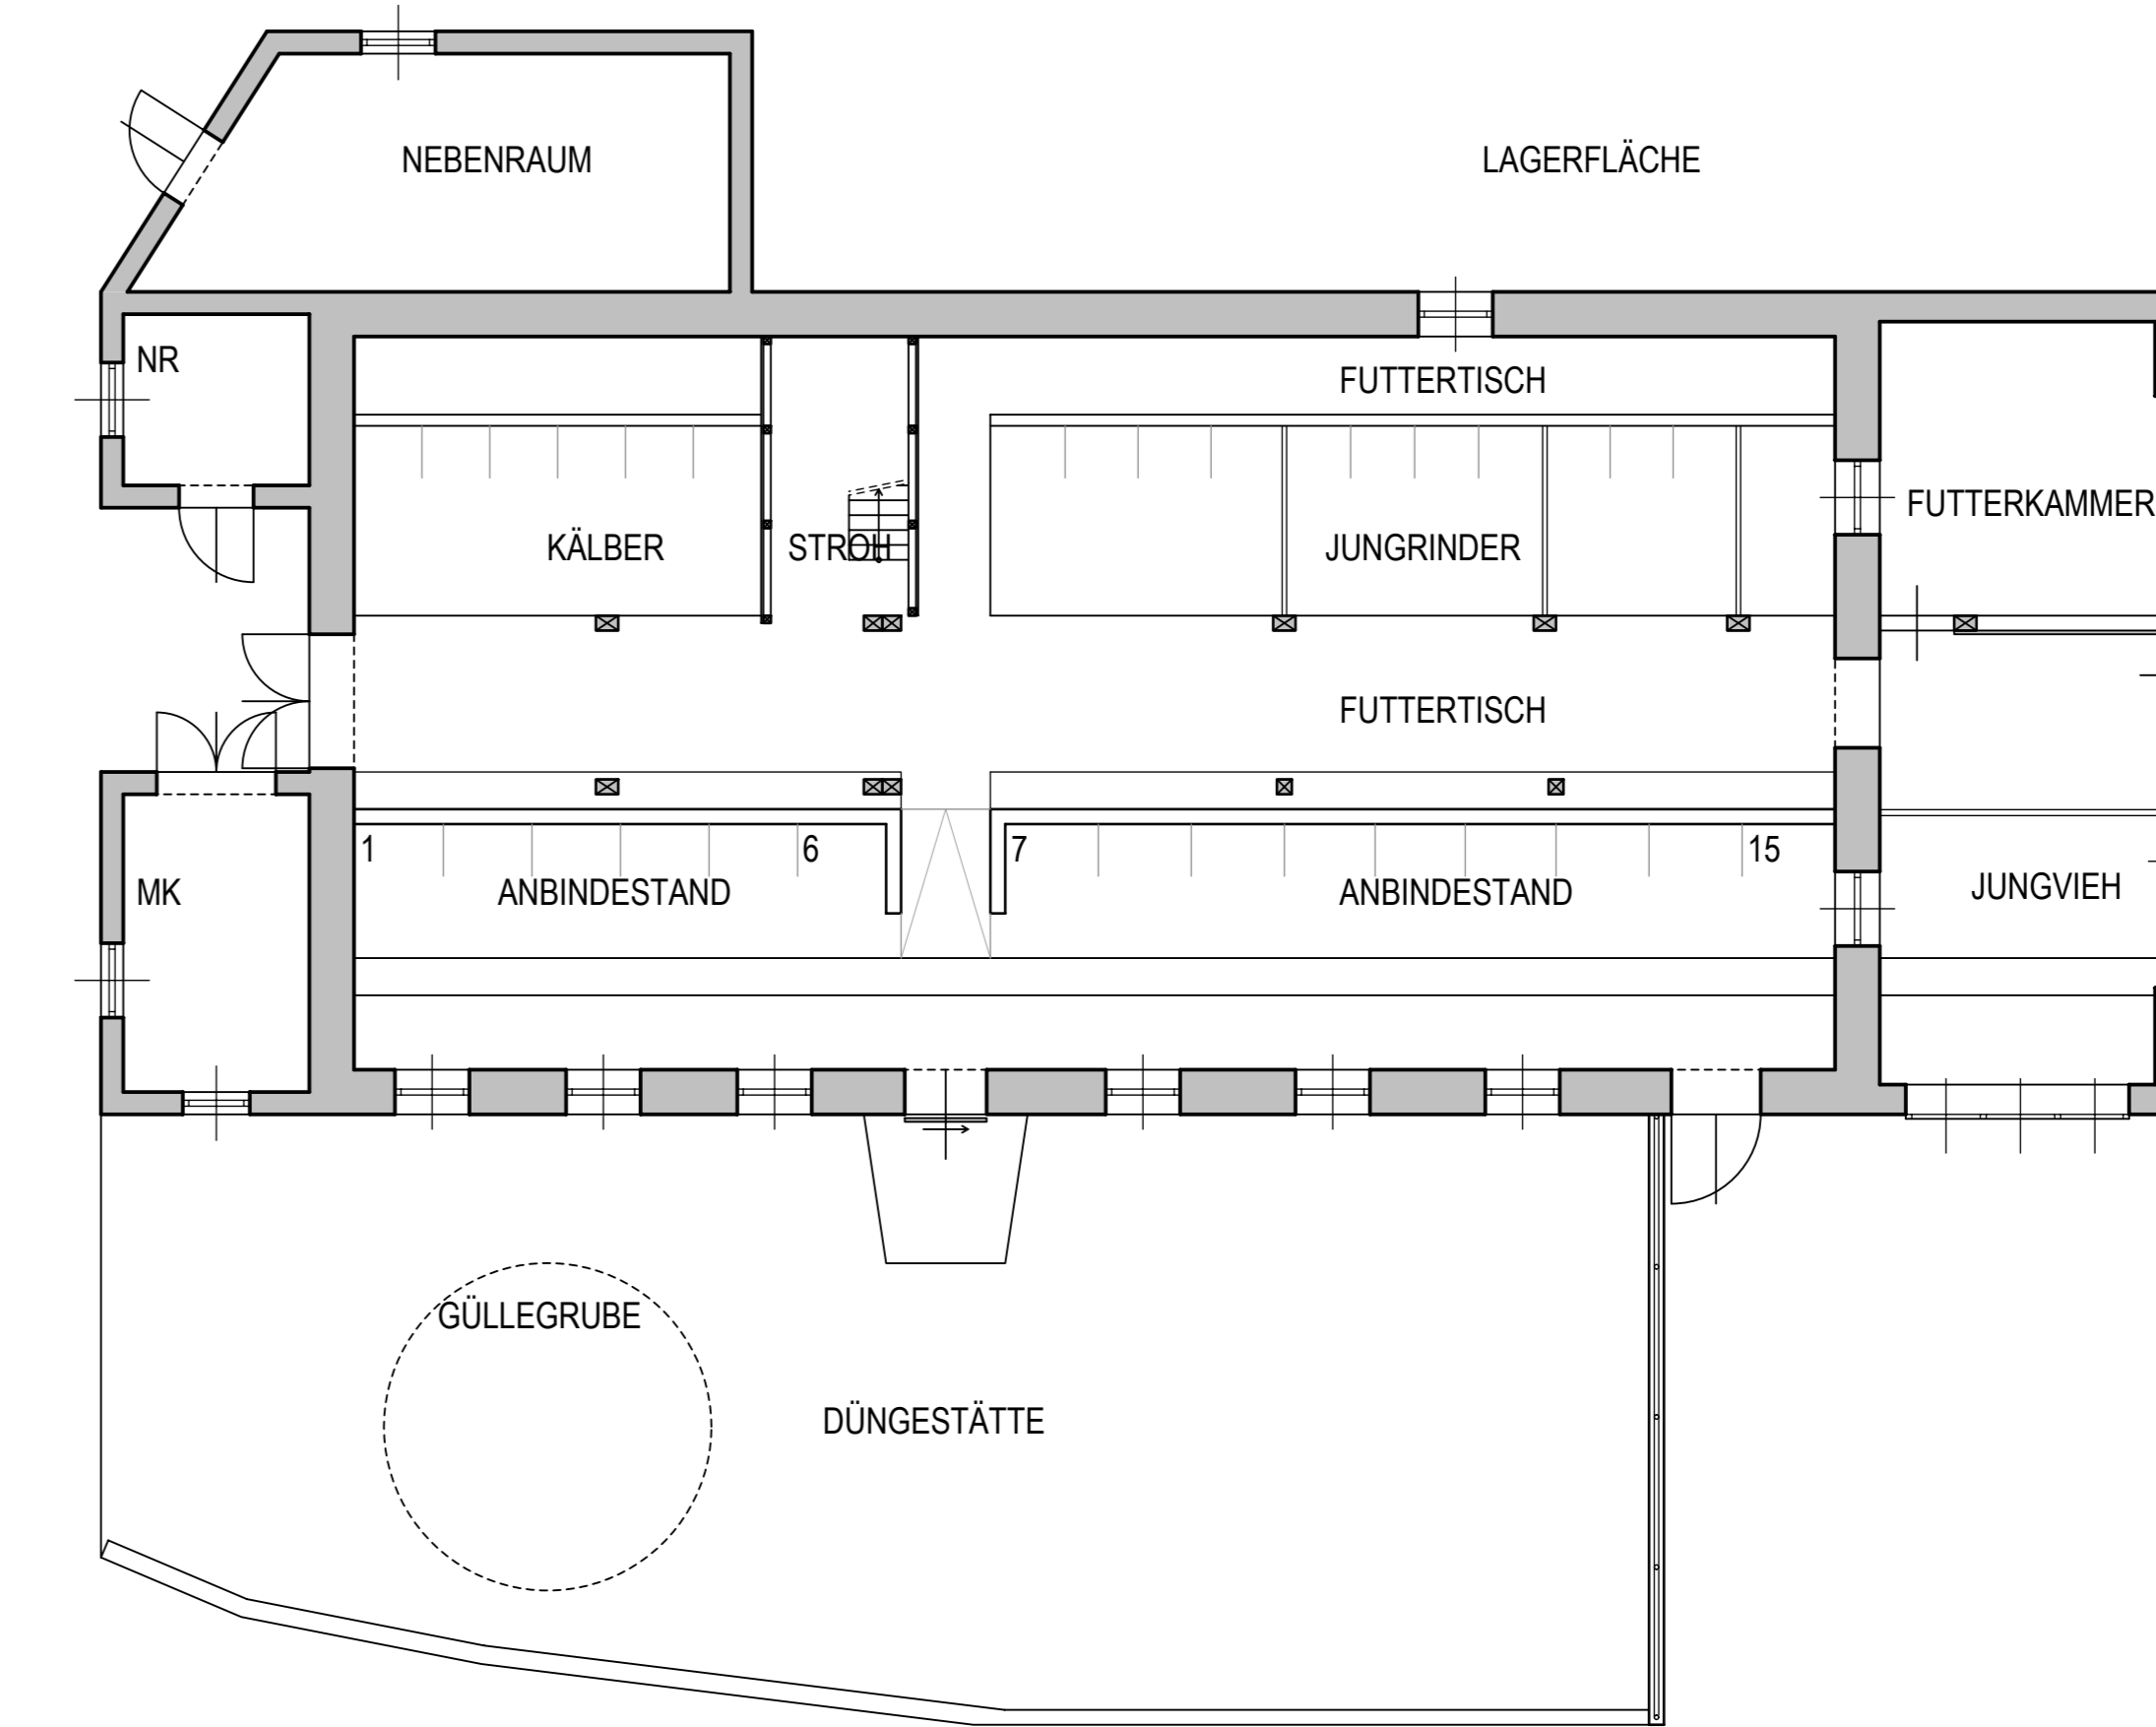 NEBENRAUM
LAGERFLÄCHE
NR
FUTTERTISCH
FUTTERKAMMER
KÄLBER
STROH
JUNGRINDER
FUTTERTISCH
1
6
7
15
MK
ANBINDESTAND
ANBINDESTAND
JUNGVIEH
GÜLLEGRUBE
DÜNGESTÄTTE